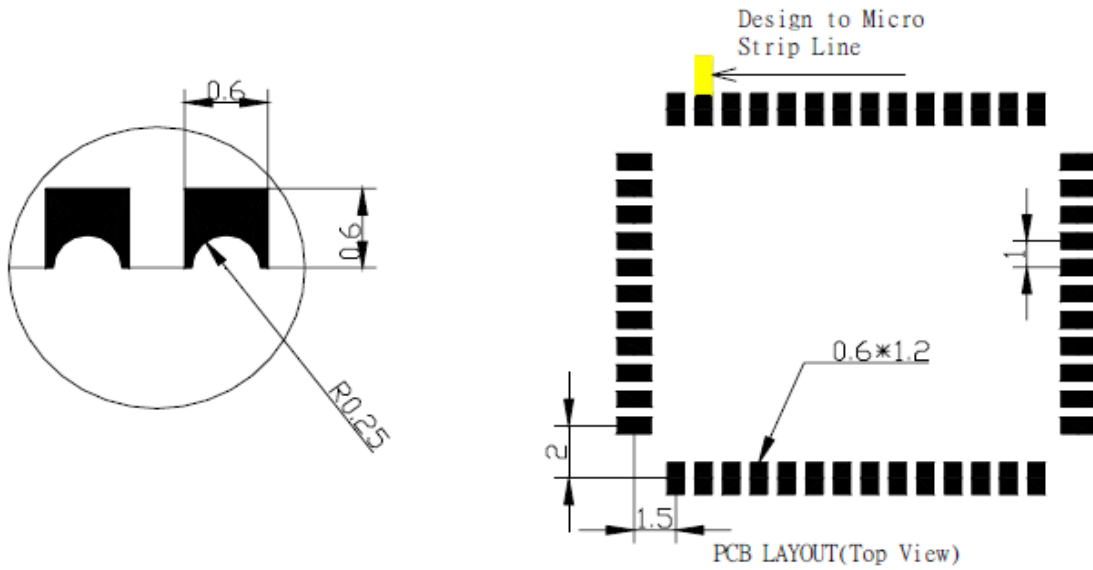 Design to Micro
Strip Line
0.6
0.6
R0.25
1
0.6*1.2
2
1.5
PCB LAYOUT(Top View)